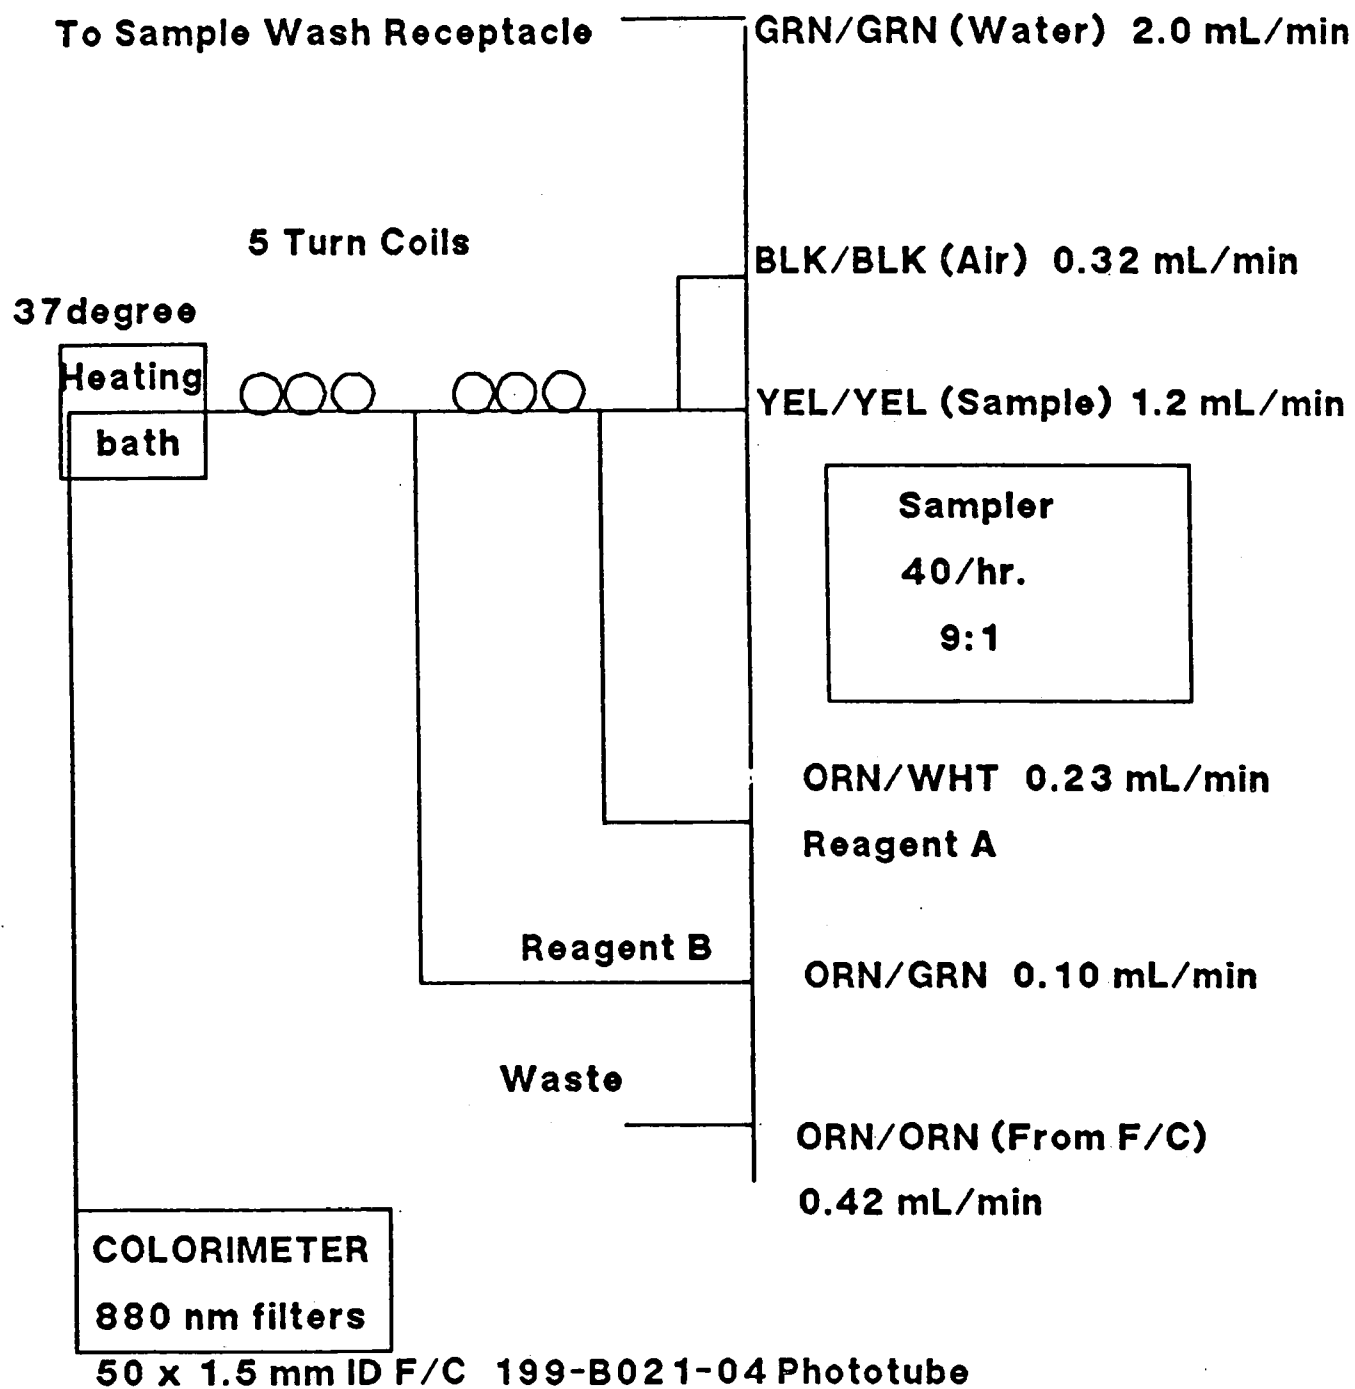 To Sample Wash Receptacle
GRN/GRN (Water) 2.0 mL/min
5 Turn Coils
BLK/BLK (Air) 0.32 mL/min
37degree
Heating
bath
YEL/YEL (Sample) 1.2 mL/min
Sampler
40/hr.
9:1
ORN/WHT 0.23 mL/min
Reagent A
Reagent B
ORN/GRN 0.10 mL/min
Waste
ORN/ORN (From F/C)
0.42 mL/min
COLORIMETER
880 nm filters
50 x 1.5 mm ID F/C 199-B021-04 Phototube